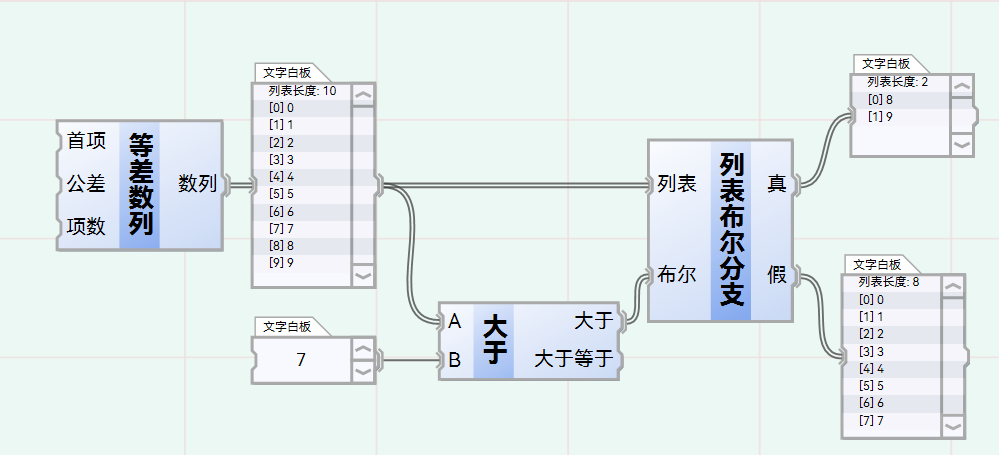 首项
公差
项数
等差数列
数列
文字白板
列表长度: 10
[0] 0
[1] 1
[2] 2
[3] 3
[4] 4
[5] 5
[6] 6
[7] 7
[8] 8
[9] 9
文字白板
7
A
B
大于
大于
大于等于
列表
布尔
列表布尔分支
真
假
文字白板
列表长度: 2
[0] 8
[1] 9
文字白板
列表长度: 8
[0] 0
[1] 1
[2] 2
[3] 3
[4] 4
[5] 5
[6] 6
[7] 7